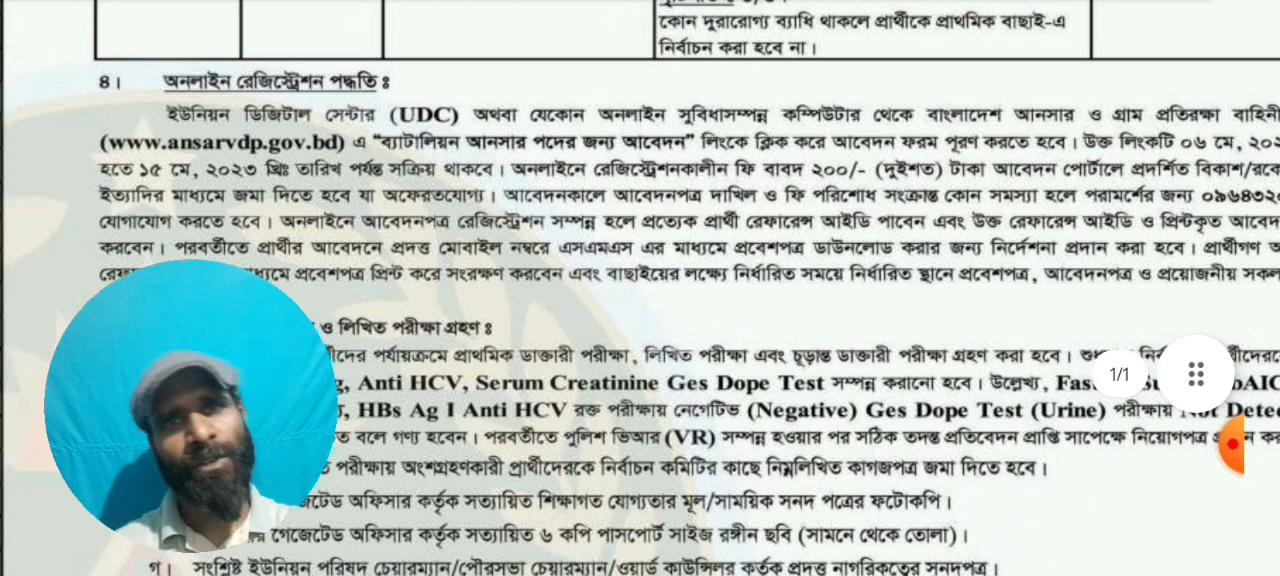 কোন দুরারোগ্য ব্যাধি থাকলে প্রার্থীকে প্রাথমিক বাছাই-এ
নির্বাচন করা হবে না।
৪। অনলাইন রেজিস্ট্রেশন পদ্ধতি ঃ
ইউনিয়ন ডিজিটাল সেন্টার (UDC) অথবা যেকোন অনলাইন সুবিধাসম্পন্ন কম্পিউটার থেকে বাংলাদেশ আনসার ও গ্রাম প্রতিরক্ষা বাহিনী
(www.ansarvdp.gov.bd) এ “ব্যাটালিয়ন আনসার পদের জন্য আবেদন” লিংকে ক্লিক করে আবেদন ফরম পূরণ করতে হবে। উক্ত লিংকটি ০৬ মে, ২০২
হতে ১৫ মে, ২০২৩ খ্রিঃ তারিখ পর্যন্ত সক্রিয় থাকবে। অনলাইনে রেজিস্ট্রেশনকালীন ফি বাবদ ২০০/- (দুইশত) টাকা আবেদন পোর্টালে প্রদর্শিত বিকাশ/রকে
ইত্যাদির মাধ্যমে জমা দিতে হবে যা অফেরতযোগ্য। আবেদনকালে আবেদনপত্র দাখিল ও ফি পরিশোধ সংক্রান্ত কোন সমস্যা হলে পরামর্শের জন্য ০৯৬৪৩২
যোগাযোগ করতে হবে। অনলাইনে আবেদনপত্র রেজিস্ট্রেশন সম্পন্ন হলে প্রত্যেক প্রার্থী রেফারেন্স আইডি পাবেন এবং উক্ত রেফারেন্স আইডি ও প্রিন্টকৃত আবেদ
করবেন। পরবর্তীতে প্রার্থীর আবেদনে প্রদত্ত মোবাইল নম্বরে এসএমএস এর মাধ্যমে প্রবেশপত্র ডাউনলোড করার জন্য নির্দেশনা প্রদান করা হবে। প্রার্থীগণ
মে প্রবেশপত্র প্রিন্ট করে সংরক্ষণ করবেন এবং বাছাইয়ের লক্ষ্যে নির্ধারিত সময়ে নির্ধারিত স্থানে প্রবেশপত্র, আবেদনপত্র ও প্রয়োজনীয় সকল
ও লিখিত পরীক্ষা গ্রহণ ঃ
দের পর্যায়ক্রমে প্রাথমিক ডাক্তারী পরীক্ষা, লিখিত পরীক্ষা এবং চূড়ান্ত ডাক্তারী পরীক্ষা গ্রহণ করা হবে।
1/1
g, Anti HCV, Serum Creatinine Ges Dope Test সম্পন্ন করানো হবে। উল্লেখ্য,
HBs Ag I Anti HCV রক্ত পরীক্ষায় নেগেটিভ (Negative) Ges Dope Test (Urine) পরীক্ষায় Not Detec
ত বলে গণ্য হবেন। পরবর্তীতে পুলিশ ভিআর (VR) সম্পন্ন হওয়ার পর সঠিক তদন্ত প্রতিবেদন প্রাপ্তি সাপেক্ষে নিয়োগপত্র
পরীক্ষায় অংশগ্রহণকারী প্রার্থীদেরকে নির্বাচন কমিটির কাছে নিম্নলিখিত কাগজপত্র জমা দিতে হবে।
জেটেড অফিসার কর্তৃক সত্যায়িত শিক্ষাগত যোগ্যতার মূল/সাময়িক সনদ পত্রের ফটোকপি।
গেজেটেড অফিসার কর্তৃক সত্যায়িত ৬ কপি পাসপোর্ট সাইজ রঙ্গীন ছবি (সামনে থেকে তোলা)।
গ। সংশ্লিষ্ট ইউনিয়ন পরিষদ চেয়ারম্যান/পৌরসভা চেয়ারম্যান/ওয়ার্ড কাউন্সিলর কর্তৃক প্রদত্ত নাগরিকত্বের সনদপত্র।